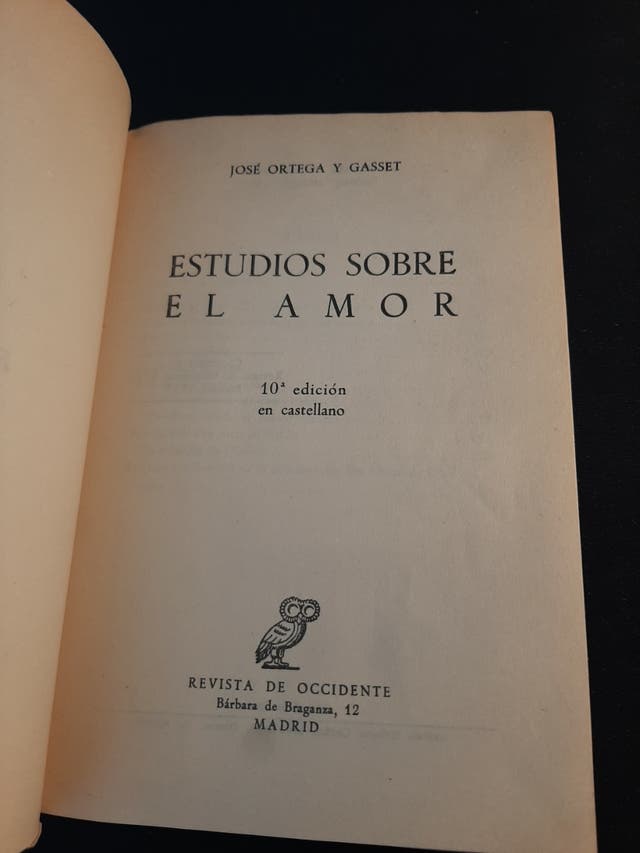 JOSÉ ORTEGA Y GASSET
ESTUDIOS SOBRE
EL AMOR
10ª edición
en castellano
REVISTA DE OCCIDENTE
Bárbara de Braganza, 12
MADRID